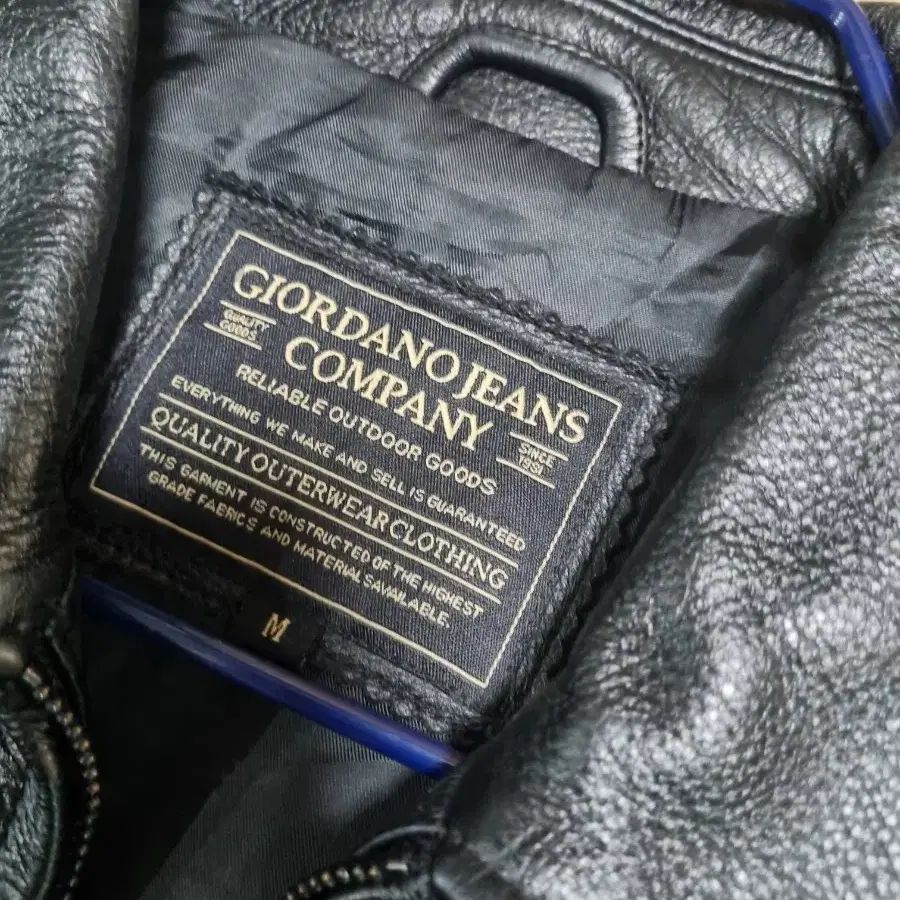 GIORDANO JEANS
COMPANY
QUALITY
GOODS
SINCE
1981
RELIABLE OUTDOOR GOODS
EVERYTHING WE MAKE AND SELL IS GUARANTEED
QUALITY OUTERWEAR CLOTHING
THIS GARMENT IS CONSTRUCTED OF THE HIGHEST
GRADE FABRICS AND MATERIALS AVAILABLE.
M